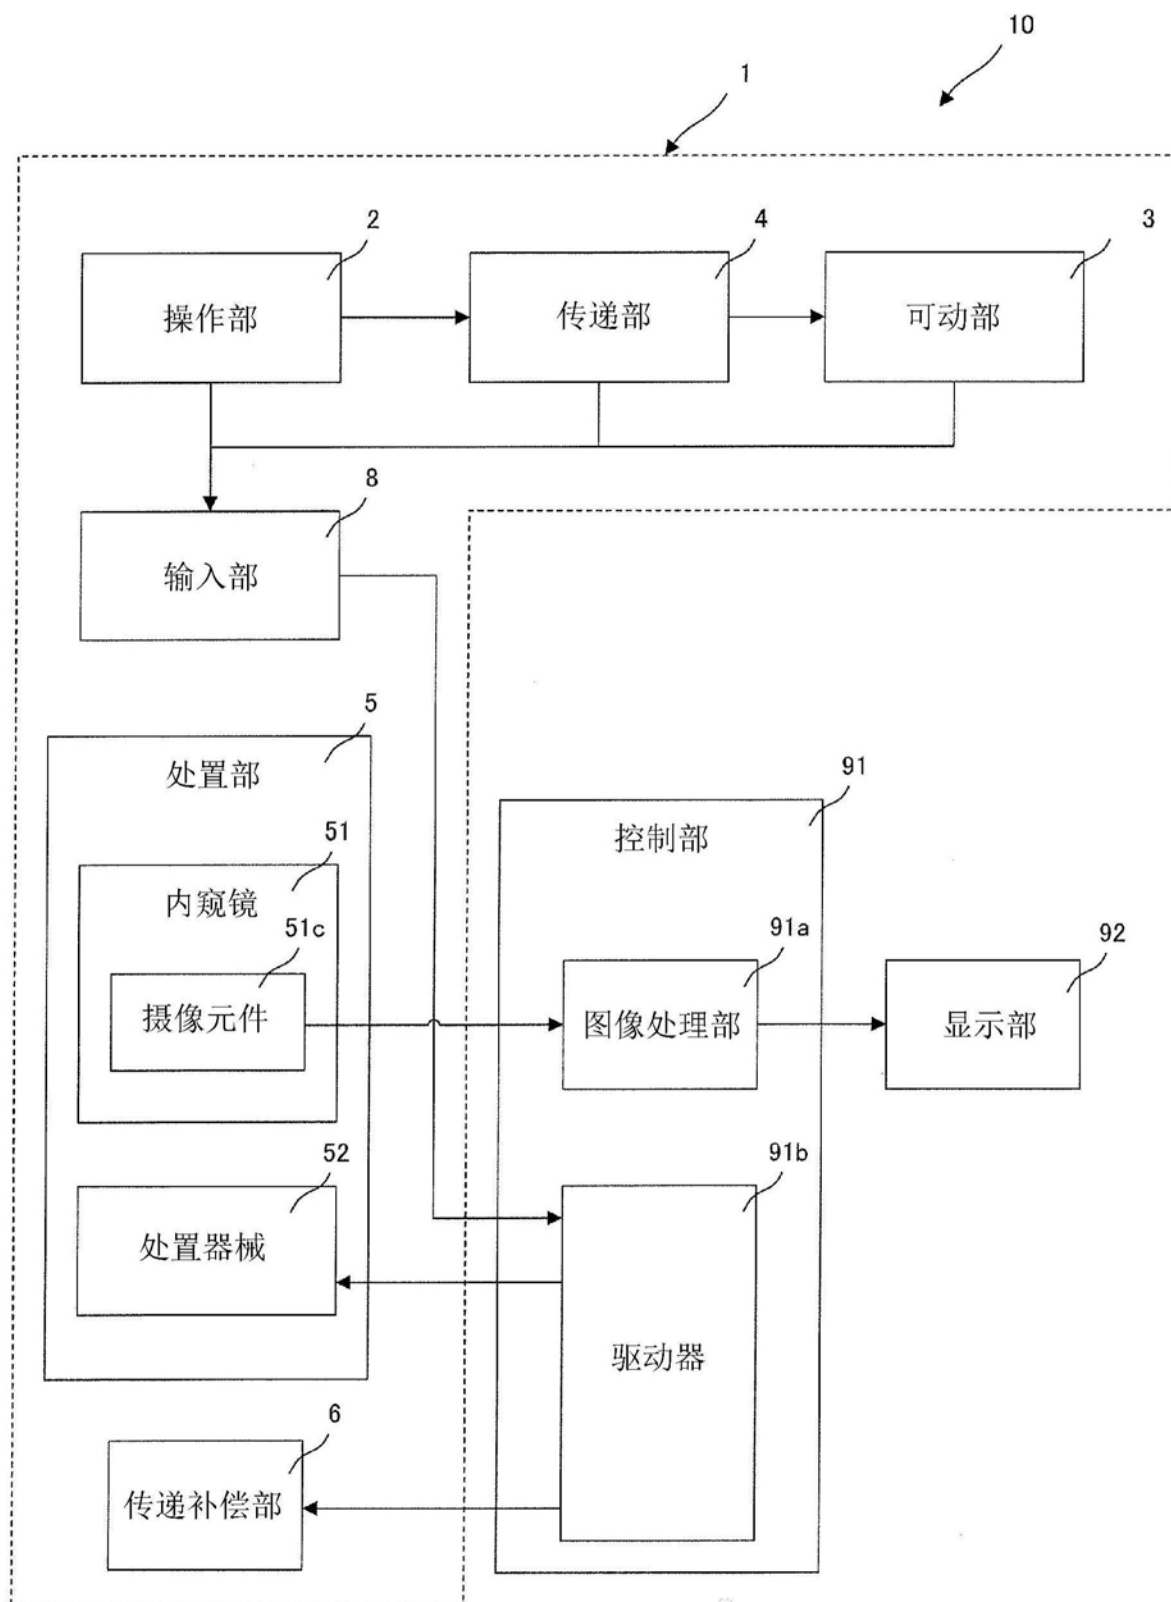 10
1
2
4
3
操作部
传递部
可动部
8
输入部
5
处置部
91
控制部
51
内窥镜
51c
91a
92
摄像元件
图像处理部
显示部
52
91b
处置器械
驱动器
6
传递补偿部